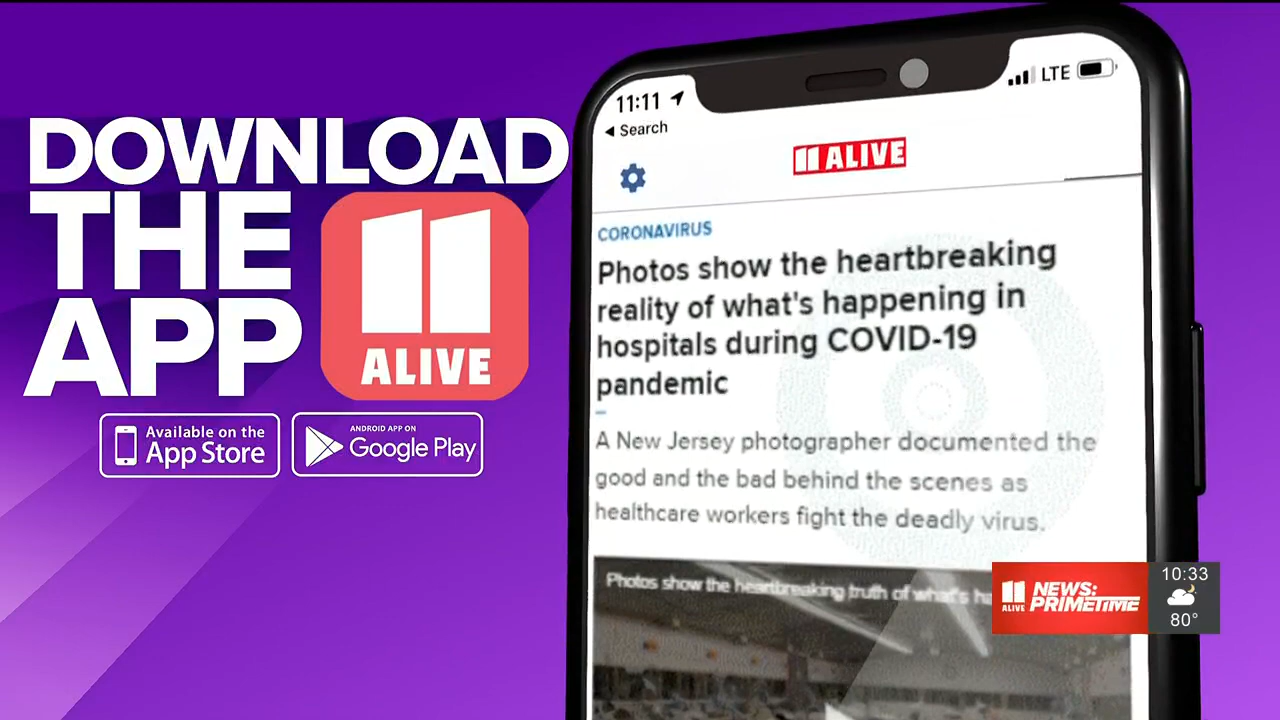 DOWNLOAD
THE
APP
ALIVE
Available on the
App Store
ANDROID APP ON
Google Play
11:11
LTE
Search
11 ALIVE
CORONAVIRUS
Photos show the heartbreaking
reality of what's happening in
hospitals during COVID-19
pandemic
A New Jersey photographer documented the
good and the bad behind the scenes as
healthcare workers fight the deadly virus.
Photos show the heartbreaking truth of what's ha
11 ALIVE
NEWS:
PRIMETIME
10:33
80°